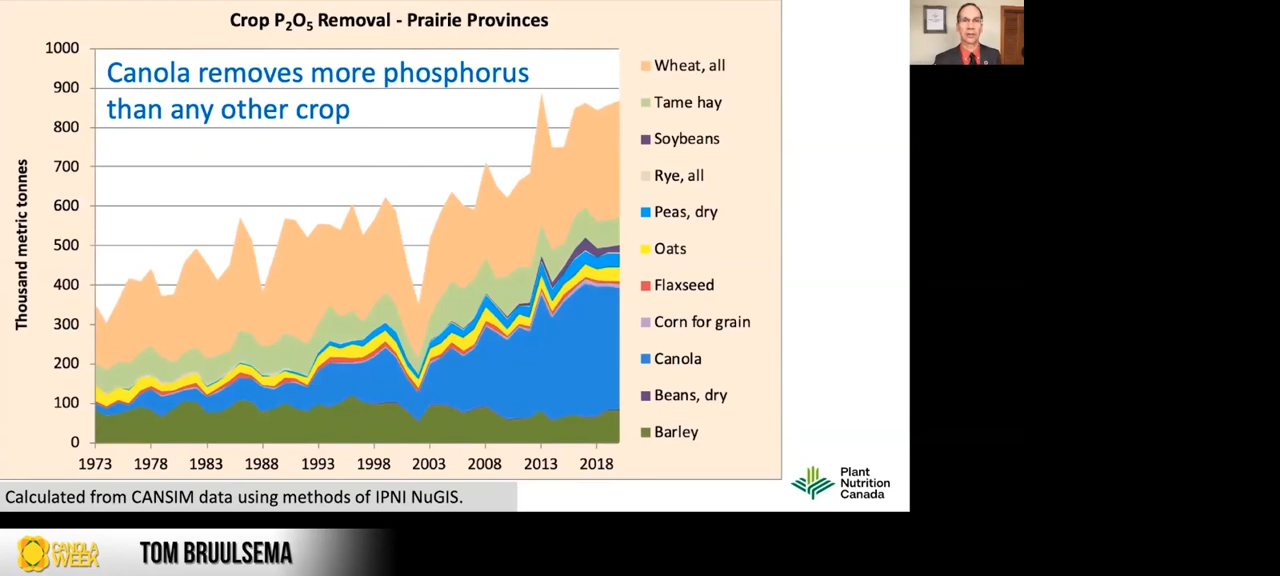 Crop P₂O₅ Removal - Prairie Provinces
Canola removes more phosphorus
than any other crop
Thousand metric tonnes
1000
900
800
700
600
500
400
300
200
100
0
1973 1978 1983 1988 1993 1998 2003 2008 2013 2018
Wheat, all
Tame hay
Soybeans
Rye, all
Peas, dry
Oats
Flaxseed
Corn for grain
Canola
Beans, dry
Barley
Calculated from CANSIM data using methods of IPNI NuGIS.
Plant
Nutrition
Canada
CANOLA
WEEK
TOM BRUULSEMA